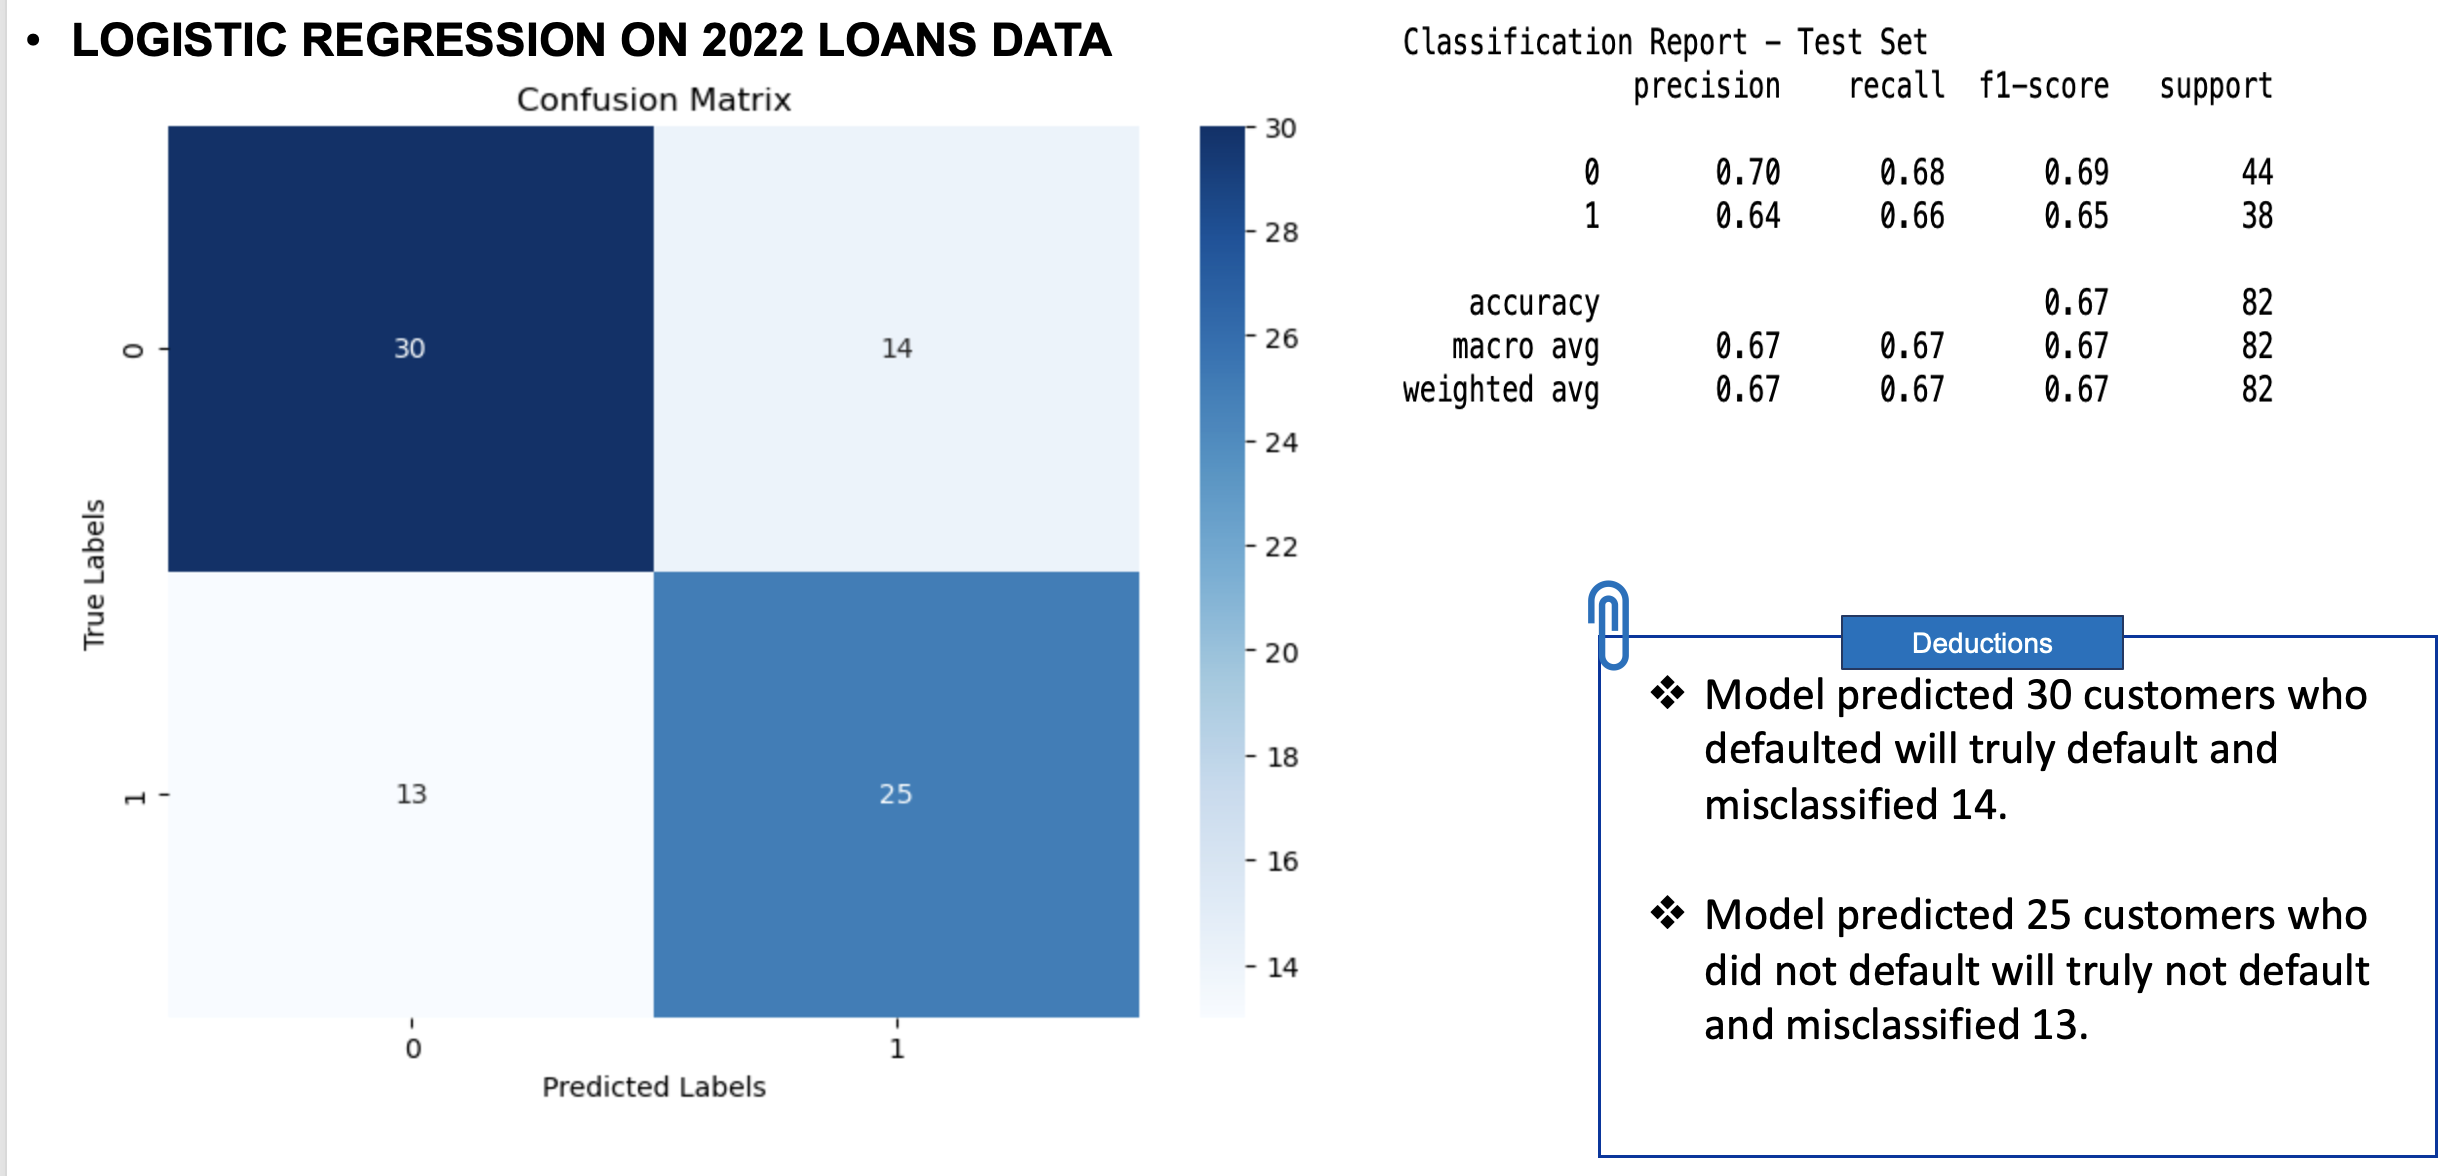 • LOGISTIC REGRESSION ON 2022 LOANS DATA
Confusion Matrix
30
14
13
25
0
1
True Labels
0
1
Predicted Labels
30
28
26
24
22
20
18
16
14
Classification Report – Test Set
precision recall f1-score support
0 0.70 0.68 0.69 44
1 0.64 0.66 0.65 38
accuracy 0.67 82
macro avg 0.67 0.67 0.67 82
weighted avg 0.67 0.67 0.67 82
Deductions
❖ Model predicted 30 customers who
defaulted will truly default and
misclassified 14.
❖ Model predicted 25 customers who
did not default will truly not default
and misclassified 13.